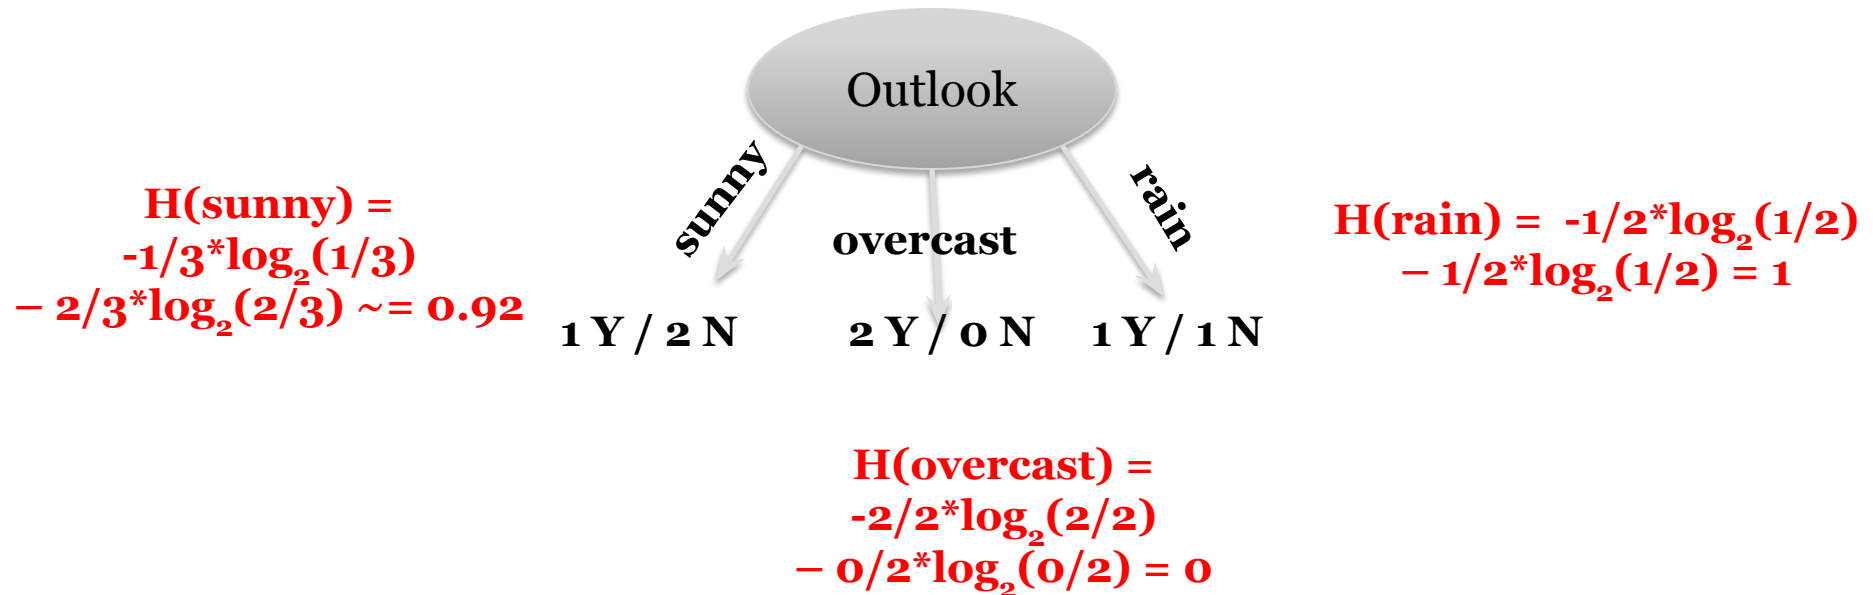 Outlook
sunny
overcast
rain
H(sunny) =
-1/3*log₂(1/3)
– 2/3*log₂(2/3) ~= 0.92
H(rain) = -1/2*log₂(1/2)
– 1/2*log₂(1/2) = 1
1 Y / 2 N
2 Y / 0 N
1 Y / 1 N
H(overcast) =
-2/2*log₂(2/2)
– 0/2*log₂(0/2) = 0